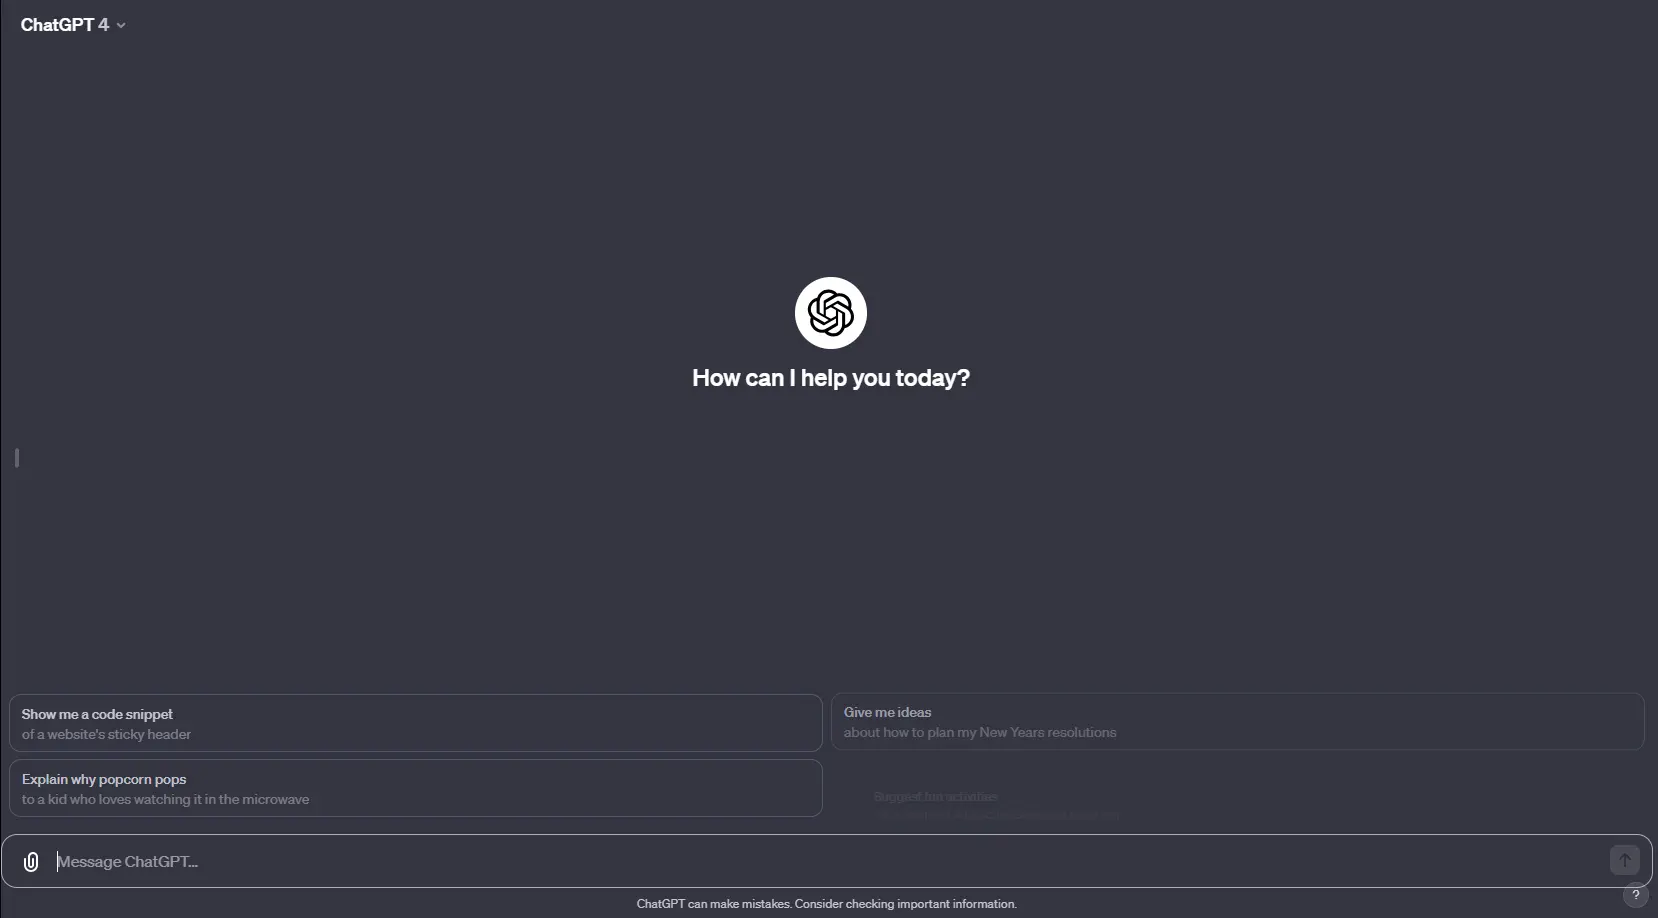 ChatGPT 4
How can I help you today?
Show me a code snippet
of a website's sticky header
Give me ideas
about how to plan my New Years resolutions
Explain why popcorn pops
to a kid who loves watching it in the microwave
Suggest fun activities
Message ChatGPT...
ChatGPT can make mistakes. Consider checking important information.
?